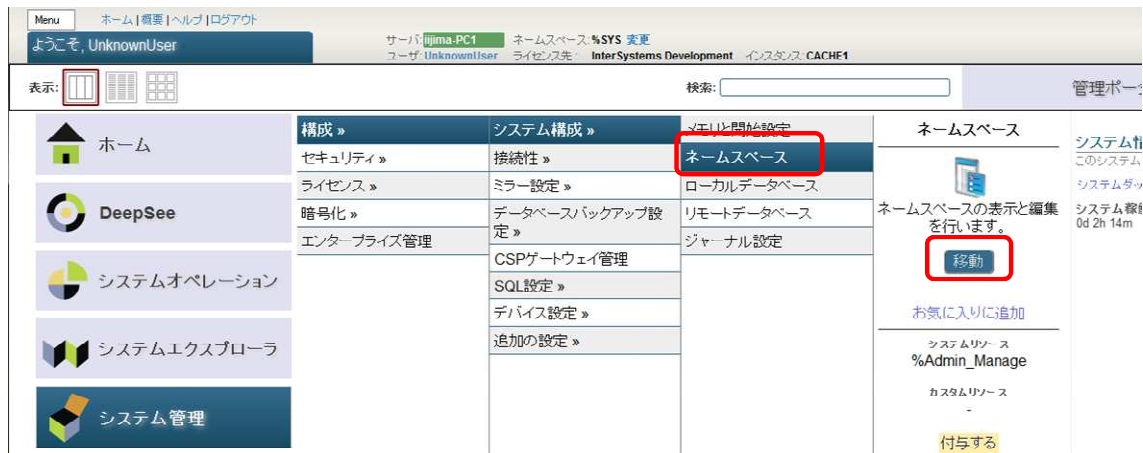 Menu ホーム | 概要 | ヘルプ | ログアウト
ようこそ, UnknownUser
サーバ:iijima-PC1 ネームスペース:%SYS 変更
ユーザ:UnknownUser ライセンス先: InterSystems Development インスタンス:CACHE1
表示: 検索: 管理ポー
ホーム
DeepSee
システムオペレーション
システムエクスプローラ
システム管理
構成 »
セキュリティ »
ライセンス »
暗号化 »
エンタープライズ管理
システム構成 »
接続性 »
ミラー設定 »
データベースバックアップ設
定 »
CSPゲートウェイ管理
SQL設定 »
デバイス設定 »
追加の設定 »
メモリと開始設定
ネームスペース
ローカルデータベース
リモートデータベース
ジャーナル設定
ネームスペース
ネームスペースの表示と編集
を行います。
移動
お気に入りに追加
システムリソース
%Admin_Manage
カスタムリソース
-
付与する
システム情
このシステム
システムダッ
システム稼
0d 2h 14m